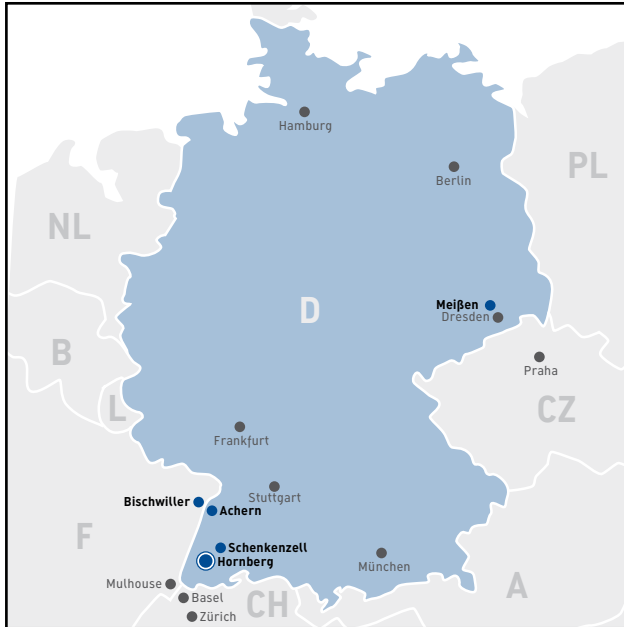 Hamburg
Berlin
PL
NL
Meißen
D
Dresden
B
Praha
L
CZ
Frankfurt
Stuttgart
Bischwiller
Achern
F
Schenkenzell
München
Hornberg
Mulhouse
A
Basel
CH
Zürich